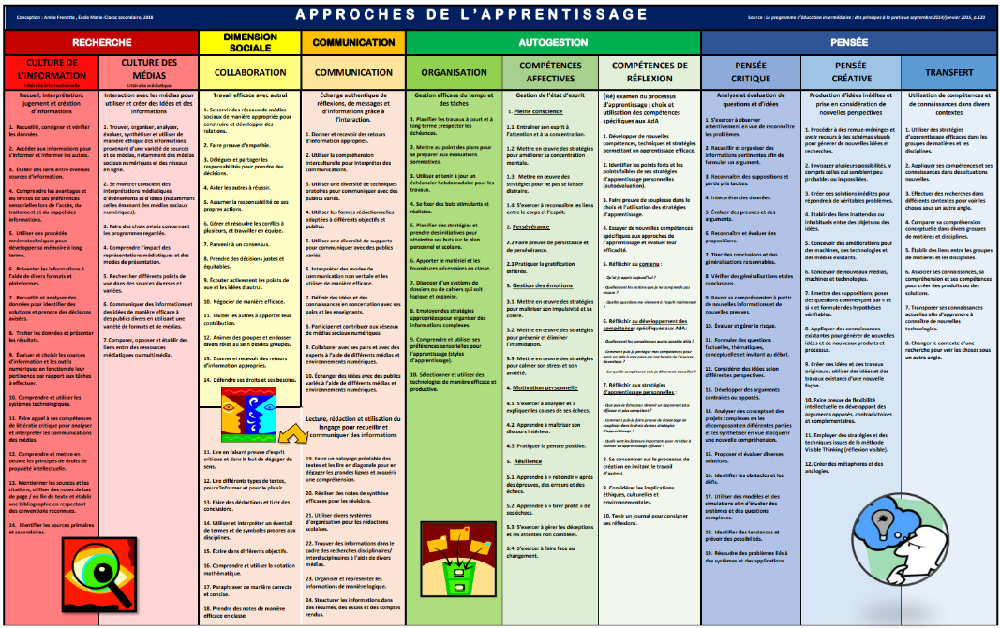 Conception : Annie Frenette , École Marie-Clarac secondaire, 2018
APPROCHES DE L'APPRENTISSAGE
Source : Le programme d'éducation intermédiaire : des principes à la pratique septembre 2014/janvier 2015, p.120
RECHERCHE
DIMENSION
SOCIALE
COMMUNICATION
AUTOGESTION
PENSÉE
CULTURE DE
L'INFORMATION
Littératie informationnelle
CULTURE DES
MÉDIAS
Littératie médiatique
COLLABORATION
COMMUNICATION
ORGANISATION
COMPÉTENCES
AFFECTIVES
COMPÉTENCES DE
RÉFLEXION
PENSÉE
CRITIQUE
PENSÉE
CRÉATIVE
TRANSFERT
Recueil, interprétation,
jugement et création
d'informations
1. Recueillir, consigner et vérifier
les données.
2. Accéder aux informations pour
s'informer et informer les autres.
3. Établir des liens entre diverses
sources d'information.
4. Comprendre les avantages et
les limites de ses préférences
sensorielles lors de l'accès, du
traitement et du rappel des
informations.
5. Utiliser des procédés
mnémotechniques pour
développer sa mémoire à long
terme.
6. Présenter les informations à
l'aide de divers formats et
plateformes.
7. Recueillir et analyser des
données pour identifier des
solutions et prendre des décisions
avisées.
8. Traiter les données et présenter
les résultats.
9. Évaluer et choisir les sources
d'information et les outils
numériques en fonction de leur
pertinence par rapport aux tâches
à effectuer.
10. Comprendre et utiliser les
systèmes technologiques.
11. Faire appel à ses compétences
de littératie critique pour analyser
et interpréter les communications
des médias.
12. Comprendre et mettre en
oeuvre les principes de droits de
propriété intellectuelle.
13. Mentionner les sources et les
citations, utiliser des notes de bas
de page / en fin de texte et établir
une bibliographie en respectant
des conventions reconnues.
14. Identifier les sources primaires
et secondaires.
Interaction avec les médias pour
utiliser et créer des idées et des
informations
1. Trouver, organiser, analyser,
évaluer, synthétiser et utiliser de
manière éthique des informations
provenant d'une variété de sources
et de médias, notamment des médias
sociaux numériques et des réseaux
en ligne.
2. Se montrer conscient des
interprétations médiatiques
d'événements et d'idées (notamment
celles émanant des médias sociaux
numériques).
3. Faire des choix avisés concernant
les programmes regardés.
4. Comprendre l'impact des
représentations médiatiques et des
modes de présentation.
5. Rechercher différents points de
vue dans des sources diverses et
variées.
6. Communiquer des informations et
des idées de manière efficace à
des publics divers en utilisant une
variété de formats et de médias.
7. Comparer, opposer et établir des
liens entre des ressources
médiatiques ou multimédia.
Travail efficace avec autrui
1. Se servir des réseaux de médias
sociaux de manière appropriée pour
construire et développer des
relations.
2. Faire preuve d'empathie.
3. Déléguer et partager les
responsabilités pour prendre des
décisions.
4. Aider les autres à réussir.
5. Assumer la responsabilité de ses
propres actions.
6. Gérer et résoudre les conflits à
plusieurs, et travailler en équipe.
7. Parvenir à un consensus.
8. Prendre des décisions justes et
équitables.
9. Écouter activement les points de
vue et les idées d'autrui.
10. Négocier de manière efficace.
11. Inviter les autres à apporter leur
contribution.
12. Animer des groupes et endosser
divers rôles au sein desdits groupes.
13. Donner et recevoir des retours
d'information appropriés.
14. Défendre ses droits et ses besoins.
11. Lire en faisant preuve d'esprit
critique et dans le but de dégager du
sens.
12. Lire différents types de textes,
pour s'informer et pour le plaisir.
13. Faire des déductions et tirer des
conclusions.
14. Utiliser et interpréter un éventail
de termes et de symboles propres aux
disciplines.
15. Écrire dans différents objectifs.
16. Comprendre et utiliser la notation
mathématique.
17. Paraphraser de manière correcte
et concise.
18. Prendre des notes de manière
efficace en classe.
Échange authentique de
réflexions, de messages et
d'informations grâce à
l'interaction.
1. Donner et recevoir des retours
d'information appropriés.
2. Utiliser la compréhension
interculturelle pour interpréter des
communications.
3. Utiliser une diversité de techniques
oratoires pour communiquer avec des
publics variés.
4. Utiliser les formes rédactionnelles
adaptées à différents objectifs et
publics.
5. Utiliser une diversité de supports
pour communiquer avec des publics
variés.
6. Interpréter des modes de
communication non verbale et les
utiliser de manière efficace.
7. Définir des idées et des
connaissances en concertation avec ses
pairs et les enseignants.
8. Participer et contribuer aux réseaux
de médias sociaux numériques.
9. Collaborer avec ses pairs et avec des
experts à l'aide de différents médias et
environnements numériques.
10. Échanger des idées avec des publics
variés à l'aide de différents médias et
environnements numériques.
Lecture, rédaction et utilisation du
langage pour recueillir et
communiquer des informations
19. Faire un balayage préalable des
textes et les lire en diagonale pour en
dégager les grandes lignes et acquérir
une compréhension.
20. Réaliser des notes de synthèse
efficaces pour les révisions.
21. Utiliser divers systèmes
d'organisation pour les rédactions
scolaires.
22. Trouver des informations dans le
cadre des recherches disciplinaires/
interdisciplinaires à l'aide de divers
médias.
23. Organiser et représenter les
informations de manière logique.
24. Structurer les informations dans
des résumés, des essais et des comptes
rendus.
Gestion efficace du temps et
des tâches
1. Planifier les travaux à court et à
long terme ; respecter les
échéances.
2. Mettre au point des plans pour
se préparer aux évaluations
sommatives.
3. Utiliser et tenir à jour un
échéancier hebdomadaire pour les
travaux.
4. Se fixer des buts stimulants et
réalistes.
5. Planifier des stratégies et
prendre des initiatives pour
atteindre ses buts sur le plan
personnel et scolaire.
6. Apporter le matériel et les
fournitures nécessaires en classe.
7. Disposer d'un système de
dossiers ou de cahiers qui soit
logique et organisé.
8. Employer des stratégies
appropriées pour organiser des
informations complexes.
9. Comprendre et utiliser ses
préférences sensorielles pour
l'apprentissage (styles
d'apprentissage).
10. Sélectionner et utiliser des
technologies de manière efficace et
productive.
Gestion de l'état d'esprit
1. Pleine conscience
1.1. Entraîner son esprit à
l'attention et à la concentration.
1.2. Mettre en œuvre des stratégies
pour améliorer sa concentration
mentale.
1.3. Mettre en œuvre des
stratégies pour ne pas se laisser
distraire.
1.4. S'exercer à reconnaître les liens
entre le corps et l'esprit.
2. Persévérance
2.2 Faire preuve de persistance et
de persévérance.
2.3 Pratiquer la gratification
différée.
3. Gestion des émotions
3.1. Mettre en œuvre des stratégies
pour maîtriser son impulsivité et sa
colère.
3.2. Mettre en œuvre des stratégies
pour prévenir et éliminer
l'intimidation.
3.3. Mettre en œuvre des stratégies
pour calmer son stress et son
anxiété.
4. Motivation personnelle
4.1. S'exercer à analyser et à
expliquer les causes de ses échecs.
4.2. Apprendre à maîtriser son
discours intérieur.
4.3. Pratiquer la pensée positive.
5. Résilience
5.1. Apprendre à « rebondir » après
des épreuves, des erreurs et des
échecs.
5.2. Apprendre à « tirer profit » de
ses échecs.
5.3. S'exercer à gérer les déceptions
et les attentes non comblées.
5.4. S'exercer à faire face au
changement.
(Ré) examen du processus
d'apprentissage ; choix et
utilisation des compétences
spécifiques aux AdA
1. Développer de nouvelles
compétences, techniques et stratégies
permettant un apprentissage efficace.
2. Identifier les points forts et les
points faibles de ses stratégies
d'apprentissage personnelles
(autoévaluation).
3. Faire preuve de souplesse dans le
choix et l'utilisation des stratégies
d'apprentissage.
4. Essayer de nouvelles compétences
spécifiques aux approches de
l'apprentissage et évaluer leur
efficacité.
5. Réfléchir au contenu :
- Qu'ai-je appris aujourd'hui ?
- Quelles sont les notions que je ne comprends pas
encore ?
- Quelles questions me viennent à l'esprit maintenant
?
6. Réfléchir au développement des
compétences spécifiques aux AdA:
- Quelles sont les compétences que je possède déjà ?
- Comment puis-je partager mes compétences pour
venir en aide à mes pairs qui ont besoin de s'exercer
davantage ?
- Sur quelle compétence vais-je désormais travailler ?
7. Réfléchir aux stratégies
d'apprentissage personnelles :
- Que puis-je faire pour devenir un apprenant plus
efficace et plus compétent ?
- Comment puis-je faire preuve de davantage de
souplesse dans le choix de mes stratégies
d'apprentissage ?
- Quels sont les facteurs importants pour m'aider à
réaliser un apprentissage efficace ?
8. Se concentrer sur le processus de
création en imitant le travail
d'autrui.
9. Considérer les implications
éthiques, culturelles et
environnementales.
10. Tenir un journal pour consigner
ses réflexions.
Analyse et évaluation de
questions et d'idées
1. S'exercer à observer
attentivement en vue de reconnaître
les problèmes.
2. Recueillir et organiser des
informations pertinentes afin de
formuler un argument.
3. Reconnaître des suppositions et
partis pris tacites.
4. Interpréter des données.
5. Évaluer des preuves et des
arguments.
6. Reconnaître et évaluer des
propositions.
7. Tirer des conclusions et des
généralisations raisonnables.
8. Vérifier des généralisations et des
conclusions.
9. Revoir sa compréhension à partir
de nouvelles informations et de
nouvelles preuves.
10. Évaluer et gérer le risque.
11. Formuler des questions
factuelles, thématiques,
conceptuelles et invitant au débat.
12. Considérer des idées selon
différentes perspectives.
13. Développer des arguments
contraires ou opposés.
14. Analyser des concepts et des
projets complexes en les
décomposant en différentes parties
et les synthétiser en vue d'acquérir
une nouvelle compréhension.
15. Proposer et évaluer diverses
solutions.
16. Identifier les obstacles et les
défis.
17. Utiliser des modèles et des
simulations afin d'étudier des
systèmes et des questions
complexes.
18. Identifier des tendances et
prévoir des possibilités.
19. Résoudre des problèmes liés à
des systèmes et des applications.
Production d'idées inédites et
prise en considération de
nouvelles perspectives
1. Procéder à des remue-méninges et
avoir recours à des schémas visuels
pour générer de nouvelles idées et
recherches.
2. Envisager plusieurs possibilités, y
compris celles qui semblent peu
probables ou impossibles.
3. Créer des solutions inédites pour
répondre à de véritables problèmes.
4. Établir des liens inattendus ou
inhabituels entre des objets ou des
idées.
5. Concevoir des améliorations pour
des machines, des technologies et
des médias existants.
6. Concevoir de nouveaux médias,
machines et technologies.
7. Émettre des suppositions, poser
des questions commençant par « et
si » et formuler des hypothèses
vérifiables.
8. Appliquer des connaissances
existantes pour générer de nouvelles
idées et de nouveaux produits et
processus.
9. Créer des idées et des travaux
originaux ; utiliser des idées et des
travaux existants d'une nouvelle
façon.
10. Faire preuve de flexibilité
intellectuelle en développant des
arguments opposés, contradictoires
et complémentaires.
11. Employer des stratégies et des
techniques issues de la méthode
Visible Thinking (réflexion visible).
12. Créer des métaphores et des
analogies.
Utilisation de compétences et
de connaissances dans divers
contextes
1. Utiliser des stratégies
d'apprentissage efficaces dans les
groupes de matières et les
disciplines.
2. Appliquer ses compétences et ses
connaissances dans des situations
nouvelles.
3. Effectuer des recherches dans
différents contextes pour voir les
choses sous un autre angle.
4. Comparer sa compréhension
conceptuelle dans divers groupes
de matières et disciplines.
5. Établir des liens entre les groupes
de matières et les disciplines.
6. Associer ses connaissances, sa
compréhension et ses compétences
pour créer des produits ou des
solutions.
7. Transposer ses connaissances
actuelles afin d'apprendre à
connaître de nouvelles
technologies.
8. Changer le contexte d'une
recherche pour voir les choses sous
un autre angle.